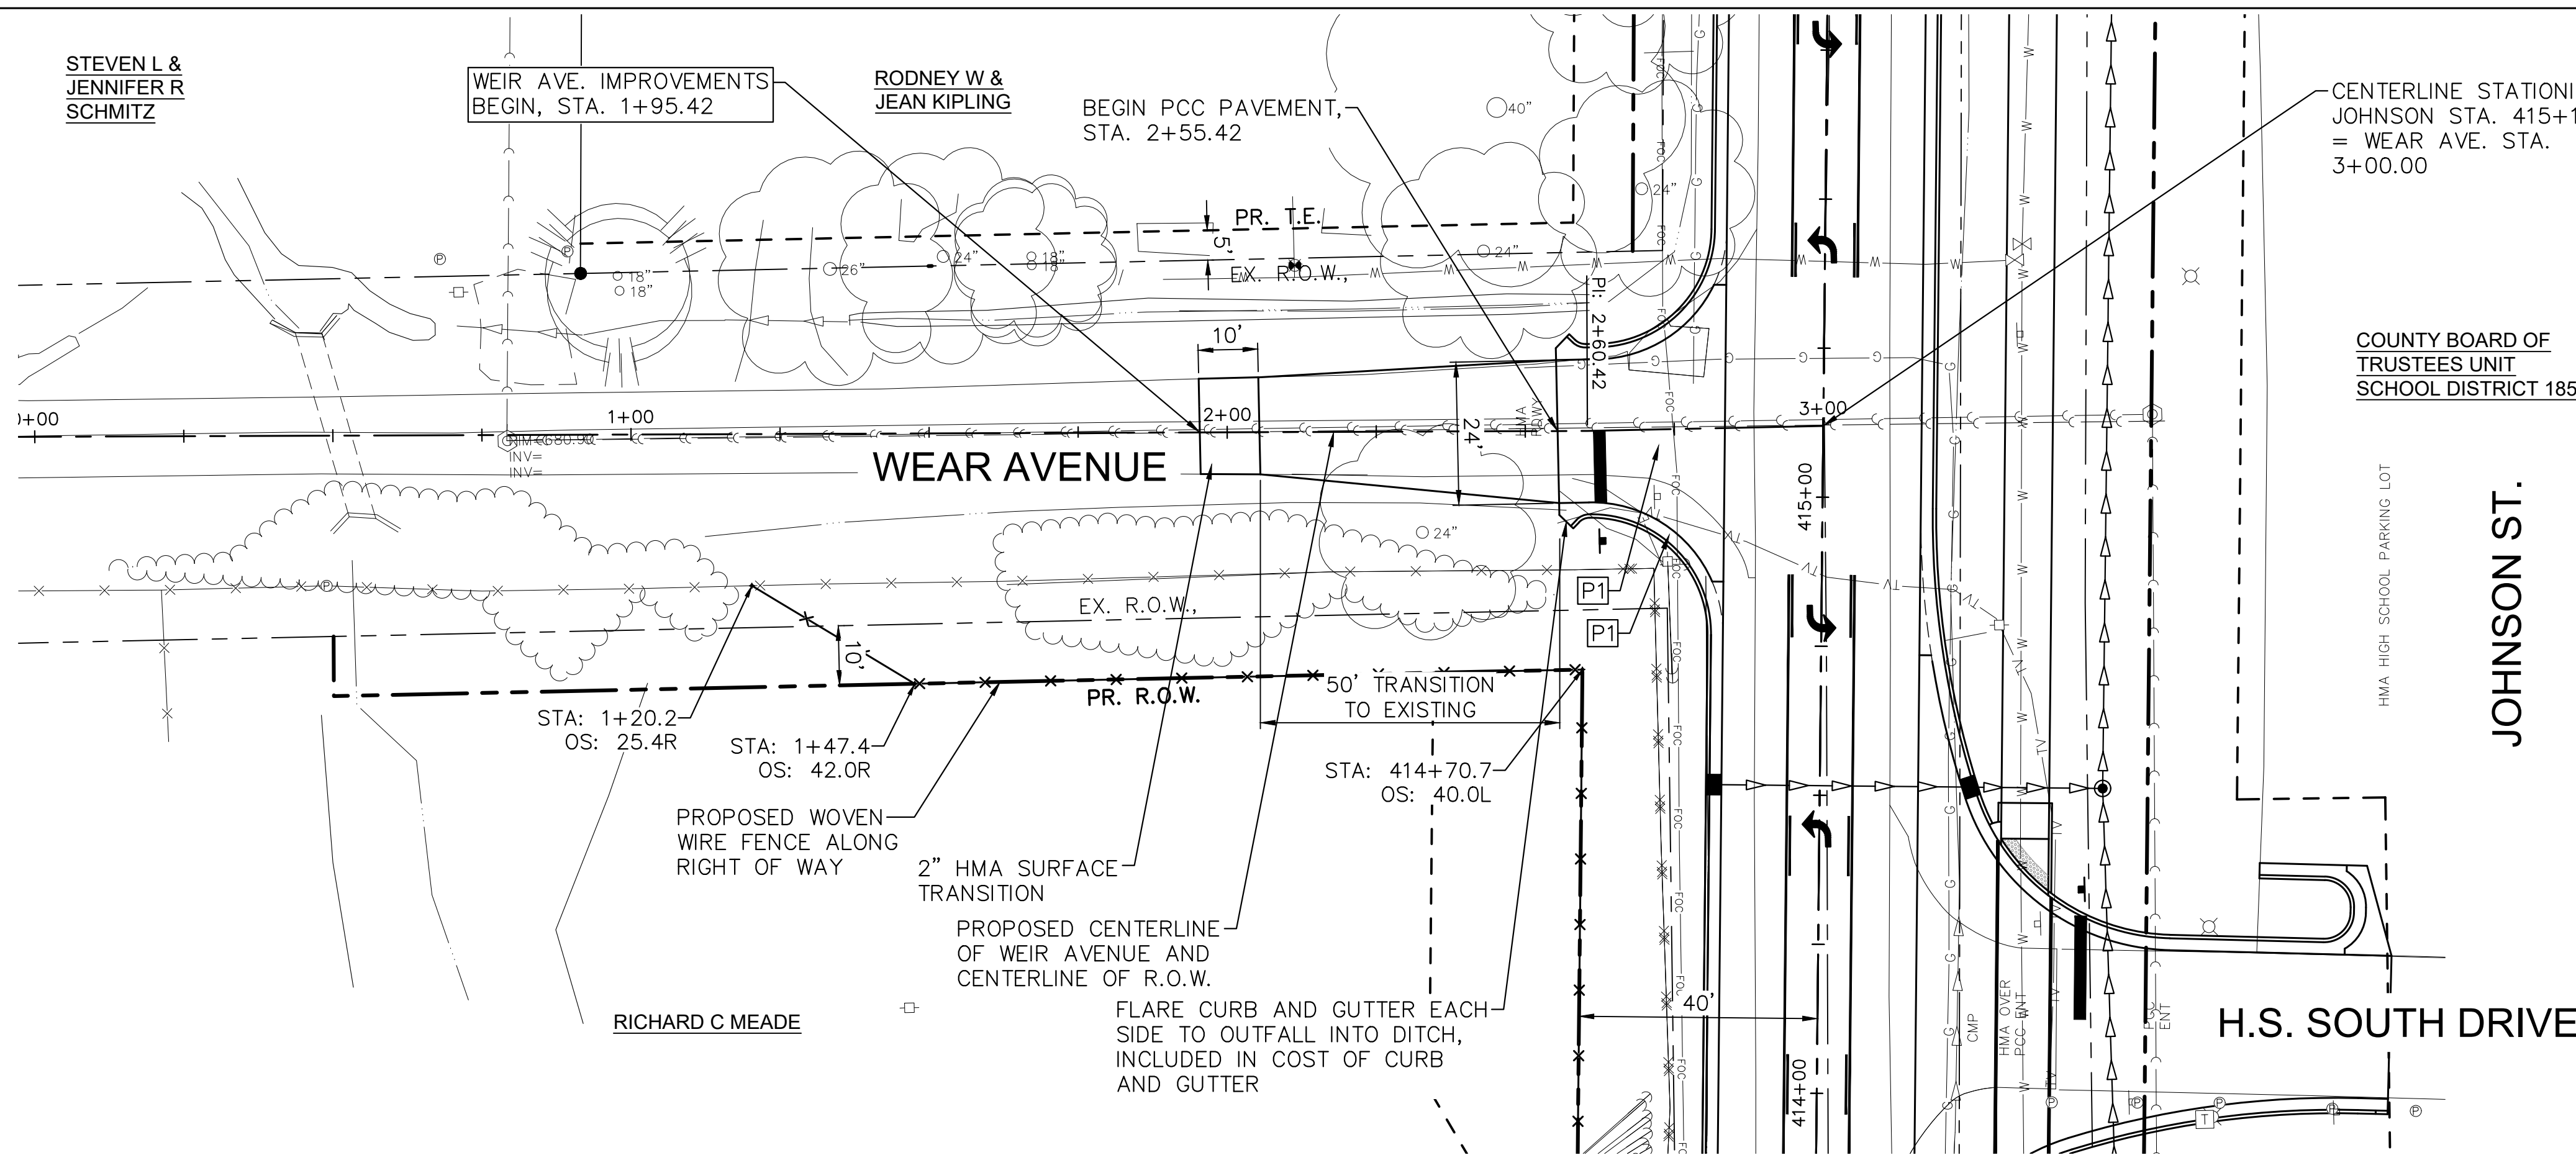 STEVEN L &
JENNIFER R
SCHMITZ
WEIR AVE. IMPROVEMENTS
BEGIN, STA. 1+95.42
RODNEY W &
JEAN KIPLING
BEGIN PCC PAVEMENT,
STA. 2+55.42
40"
CENTERLINE STATIONI
JOHNSON STA. 415+1
= WEAR AVE. STA.
3+00.00
24"
PR. T.E.
5'
EX. R.O.W.,
18"
18"
26"
24"
18"
18"
24"
PI: 2+60.42
10'
24'
HMA
COUNTY BOARD OF
TRUSTEES UNIT
SCHOOL DISTRICT 185
0+00
1+00
2+00
3+00
INV=
INV=
WEAR AVENUE
415+00
HMA HIGH SCHOOL PARKING LOT
JOHNSON ST.
24"
P1
P1
EX. R.O.W.,
10'
PR. R.O.W.
50' TRANSITION
TO EXISTING
STA: 1+20.2
OS: 25.4R
STA: 1+47.4
OS: 42.0R
STA: 414+70.7
OS: 40.0L
PROPOSED WOVEN
WIRE FENCE ALONG
RIGHT OF WAY
2" HMA SURFACE
TRANSITION
PROPOSED CENTERLINE
OF WEIR AVENUE AND
CENTERLINE OF R.O.W.
FLARE CURB AND GUTTER EACH
SIDE TO OUTFALL INTO DITCH,
INCLUDED IN COST OF CURB
AND GUTTER
RICHARD C MEADE
40'
414+00
CMP
HMA OVER
PCC ENT
ENT
H.S. SOUTH DRIVE
T